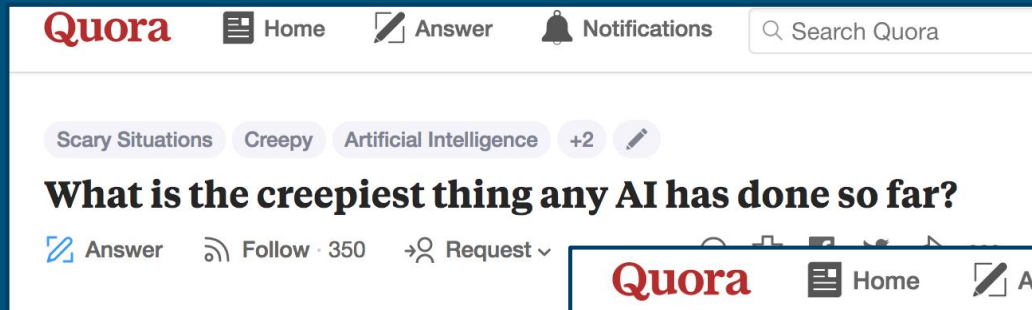 Quora Home Answer Notifications Search Quora
Scary Situations Creepy Artificial Intelligence +2
What is the creepiest thing any AI has done so far?
Answer Follow · 350 Request
Quora Home A